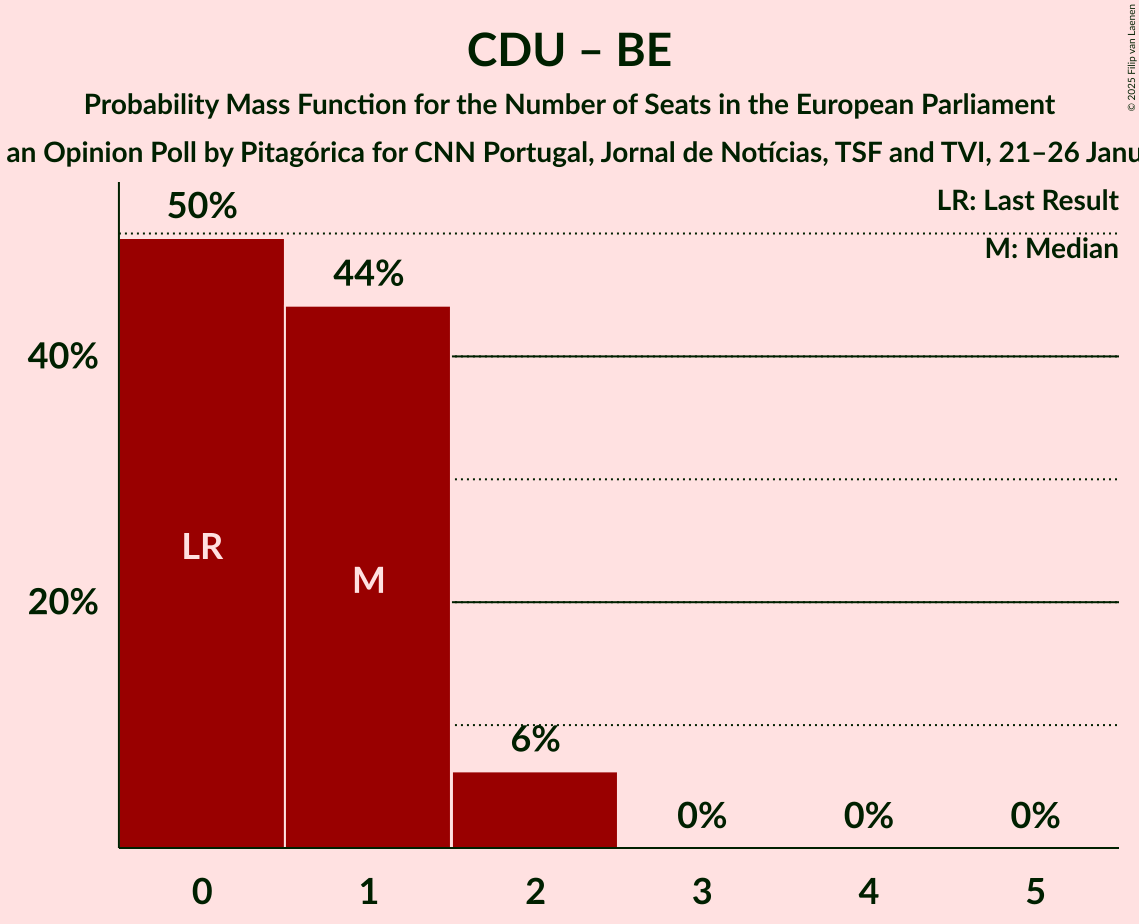 CDU – BE
Probability Mass Function for the Number of Seats in the European Parliament
an Opinion Poll by Pitagórica for CNN Portugal, Jornal de Notícias, TSF and TVI, 21–26 Janu
© 2025 Filip van Laenen
LR: Last Result
M: Median
50%
44%
40%
LR
M
20%
6%
0%
0%
0%
0
1
2
3
4
5